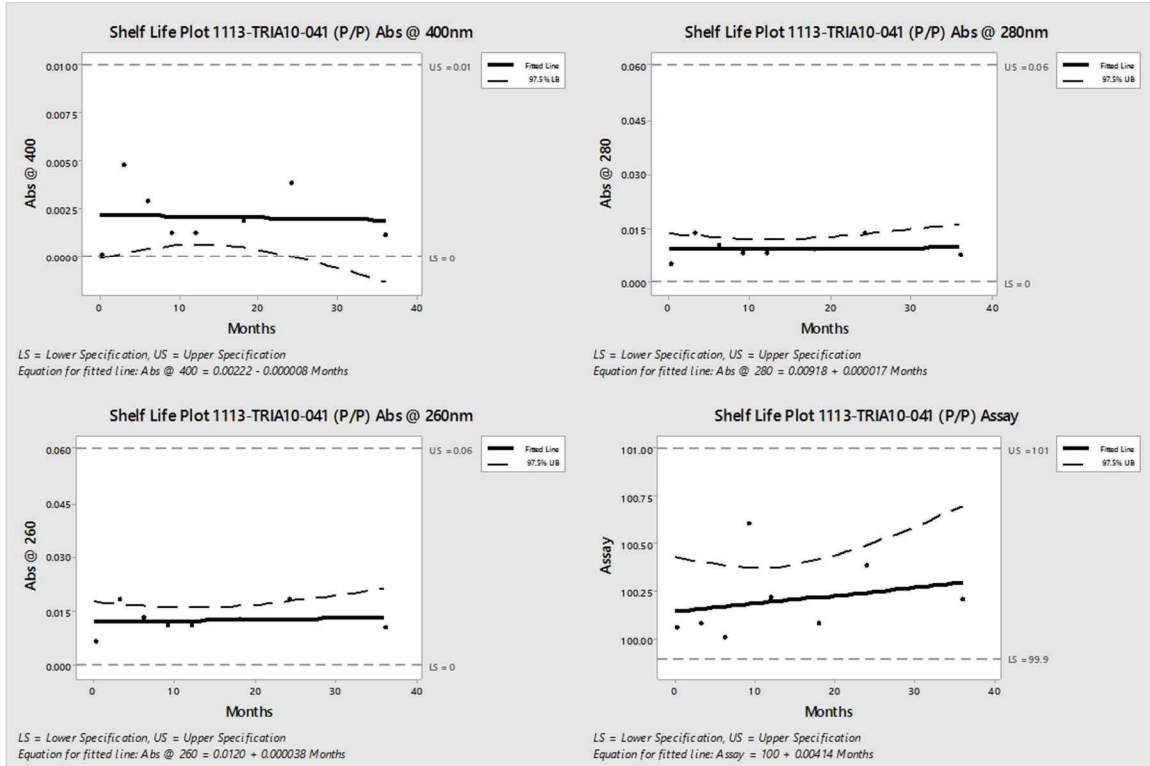 Shelf Life Plot 1113-TRIA10-041 (P/P) Abs @ 400nm
0.0100
0.0075
0.0050
0.0025
0.0000
Abs @ 400
US = 0.01
LS = 0
Fitted Line
97.5% LB
0 10 20 30 40
Months
LS = Lower Specification, US = Upper Specification
Equation for fitted line: Abs @ 400 = 0.00222 - 0.000008 Months
Shelf Life Plot 1113-TRIA10-041 (P/P) Abs @ 280nm
0.060
0.045
0.030
0.015
0.000
Abs @ 280
US = 0.06
LS = 0
Fitted Line
97.5% UB
0 10 20 30 40
Months
LS = Lower Specification, US = Upper Specification
Equation for fitted line: Abs @ 280 = 0.00918 + 0.000017 Months
Shelf Life Plot 1113-TRIA10-041 (P/P) Abs @ 260nm
0.060
0.045
0.030
0.015
0.000
Abs @ 260
US = 0.06
LS = 0
Fitted Line
97.5% UB
0 10 20 30 40
Months
LS = Lower Specification, US = Upper Specification
Equation for fitted line: Abs @ 260 = 0.0120 + 0.000038 Months
Shelf Life Plot 1113-TRIA10-041 (P/P) Assay
101.00
100.75
100.50
100.25
100.00
Assay
US =101
LS =99.9
Fitted Line
97.5% UB
0 10 20 30 40
Months
LS = Lower Specification, US = Upper Specification
Equation for fitted line: Assay = 100 + 0.00414 Months